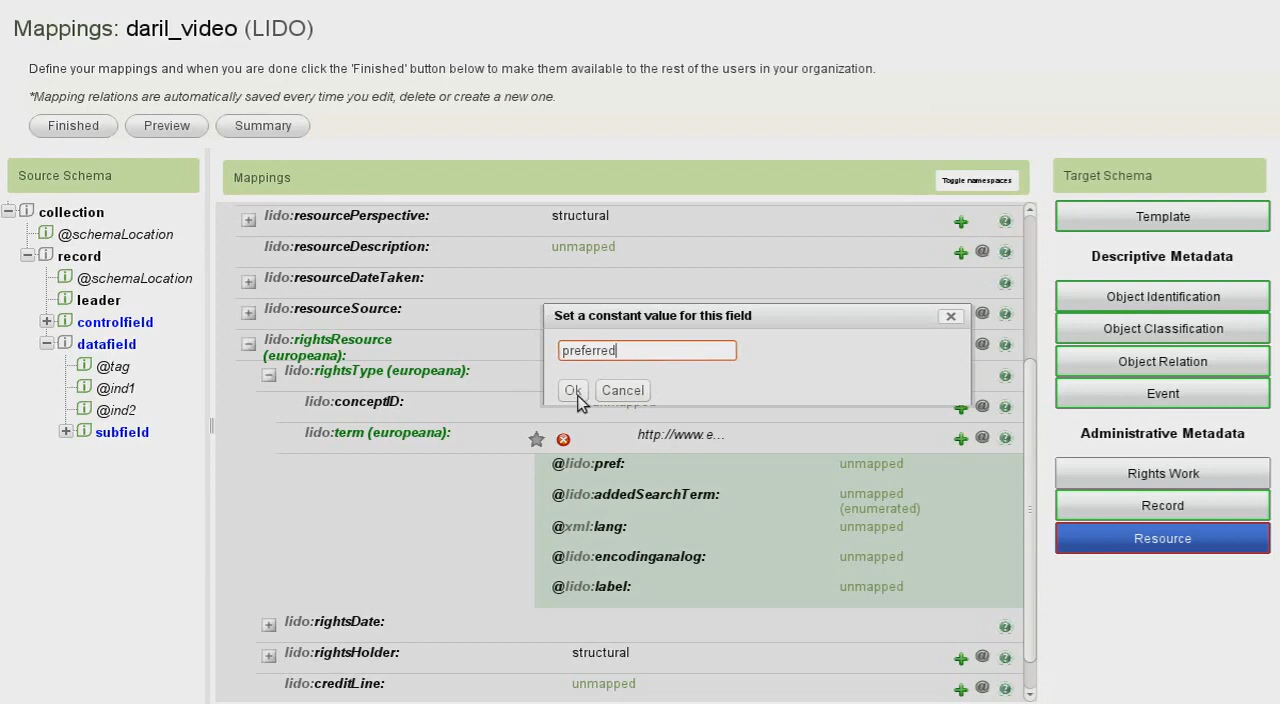 Mappings: daril_video (LIDO)
Define your mappings and when you are done click the 'Finished' button below to make them available to the rest of the users in your organization.
*Mapping relations are automatically saved every time you edit, delete or create a new one.
Finished Preview Summary
Source Schema
collection
@schemaLocation
record
@schemaLocation
leader
controlfield
datafield
@tag
@ind1
@ind2
subfield
Mappings Toggle namespaces
lido:resourcePerspective: structural
lido:resourceDescription: unmapped
lido:resourceDateTaken:
lido:resourceSource:
lido:rightsResource
(europeana):
lido:rightsType (europeana):
lido:conceptID:
lido:term (europeana): http://www.e...
@lido:pref: unmapped
@lido:addedSearchTerm: unmapped
(enumerated)
@xml:lang: unmapped
@lido:encodinganalog: unmapped
@lido:label: unmapped
lido:rightsDate:
lido:rightsHolder: structural
lido:creditLine: unmapped
Set a constant value for this field
preferred
Ok Cancel
Target Schema
Template
Descriptive Metadata
Object Identification
Object Classification
Object Relation
Event
Administrative Metadata
Rights Work
Record
Resource